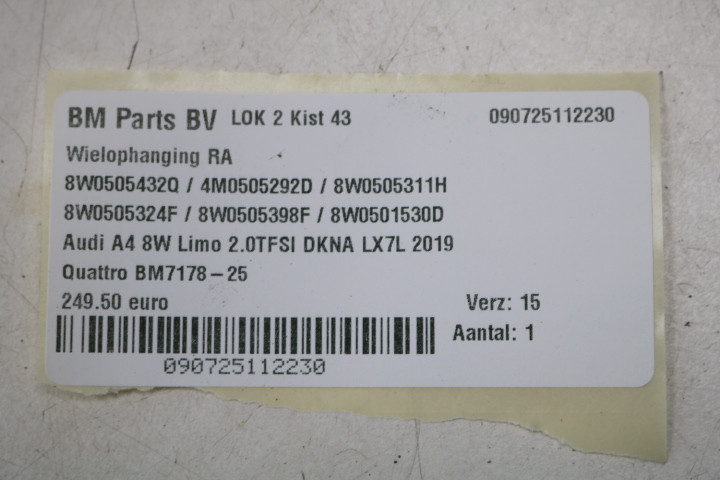 BM Parts BV LOK 2 Kist 43 090725112230
Wielophanging RA
8W0505432Q / 4M0505292D / 8W0505311H
8W0505324F / 8W0505398F / 8W0501530D
Audi A4 8W Limo 2.0TFSI DKNA LX7L 2019
Quattro BM7178-25
249.50 euro Verz: 15
Aantal: 1
090725112230